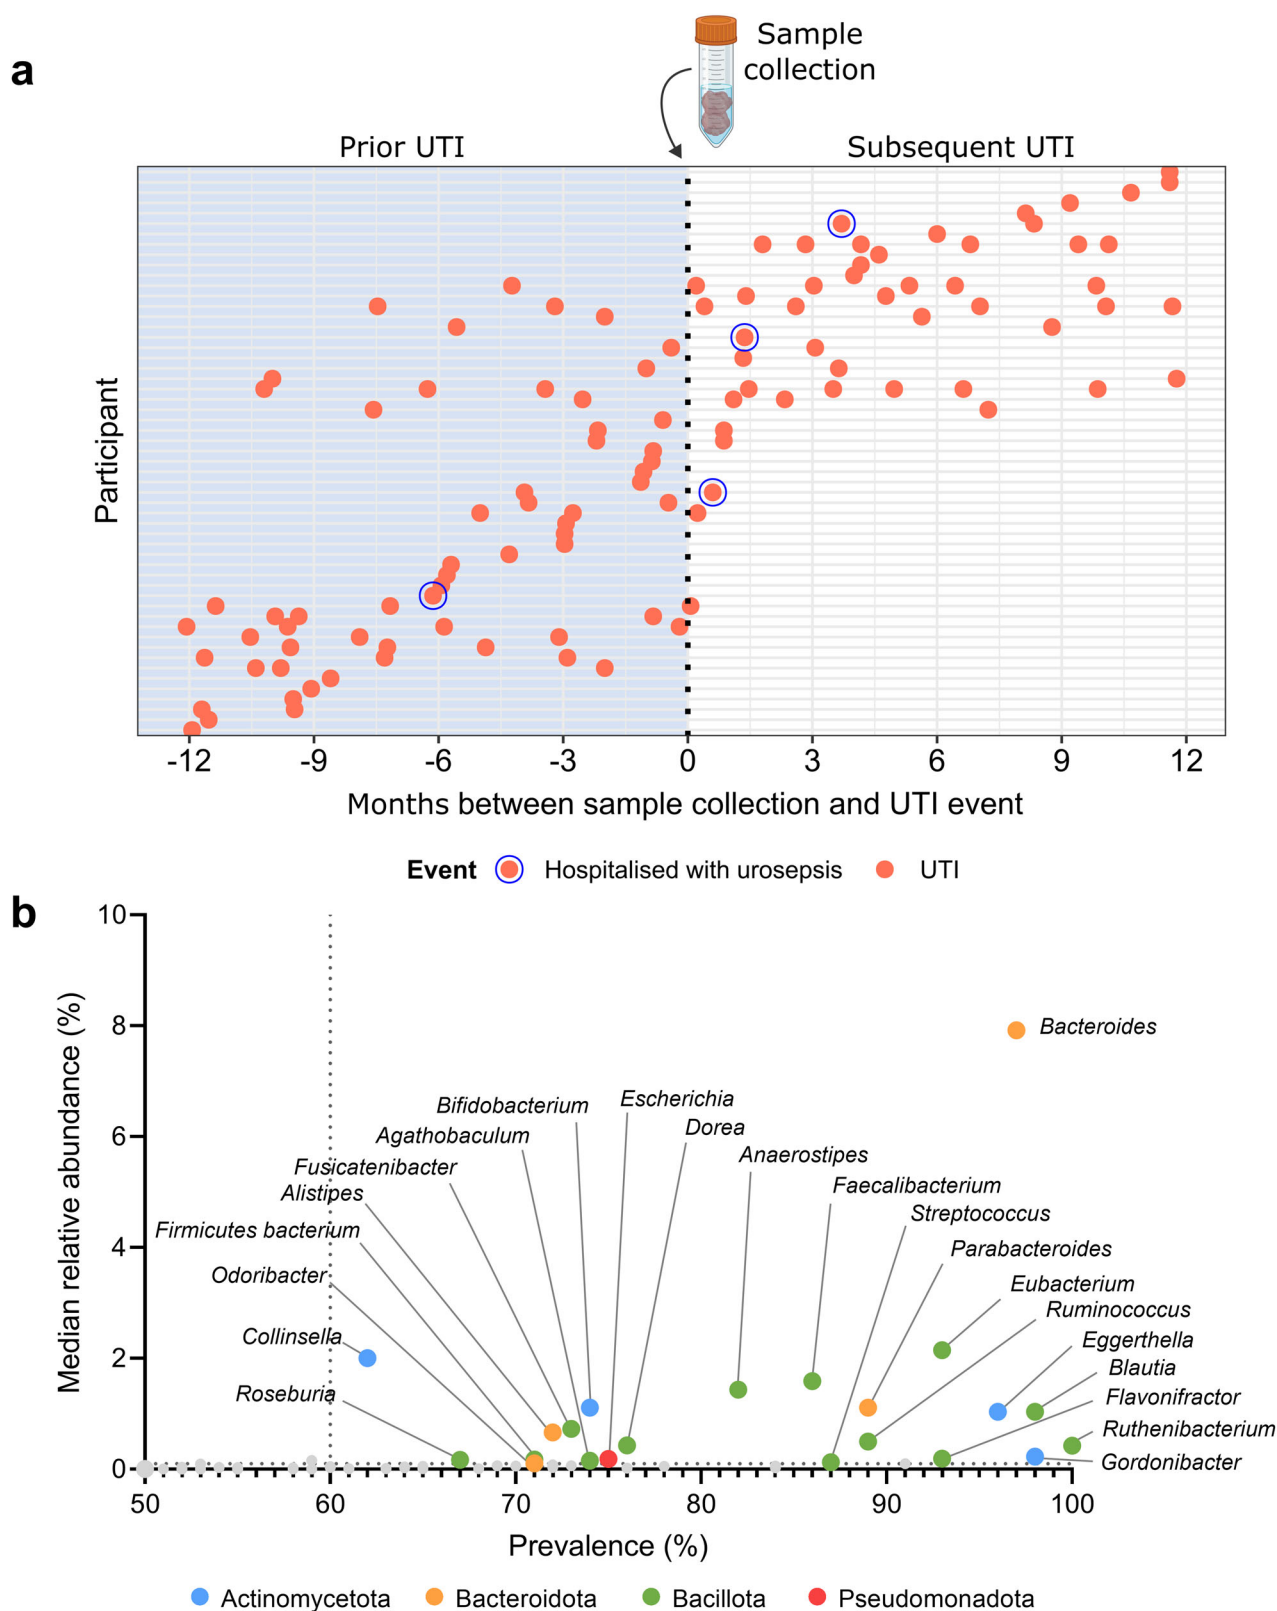 a
Sample
collection
Prior UTI
Subsequent UTI
Participant
-12 -9 -6 -3 0 3 6 9 12
Months between sample collection and UTI event
Event Hospitalised with urosepsis UTI
b
Median relative abundance (%)
10
8
6
4
2
0
Bacteroides
Bifidobacterium
Escherichia
Agathobaculum
Dorea
Fusicatenibacter
Anaerostipes
Alistipes
Faecalibacterium
Firmicutes bacterium
Streptococcus
Odoribacter
Parabacteroides
Collinsella
Eubacterium
Roseburia
Ruminococcus
Eggerthella
Blautia
Flavonifractor
Ruthenibacterium
Gordonibacter
50 60 70 80 90 100
Prevalence (%)
Actinomycetota Bacteroidota Bacillota Pseudomonadota